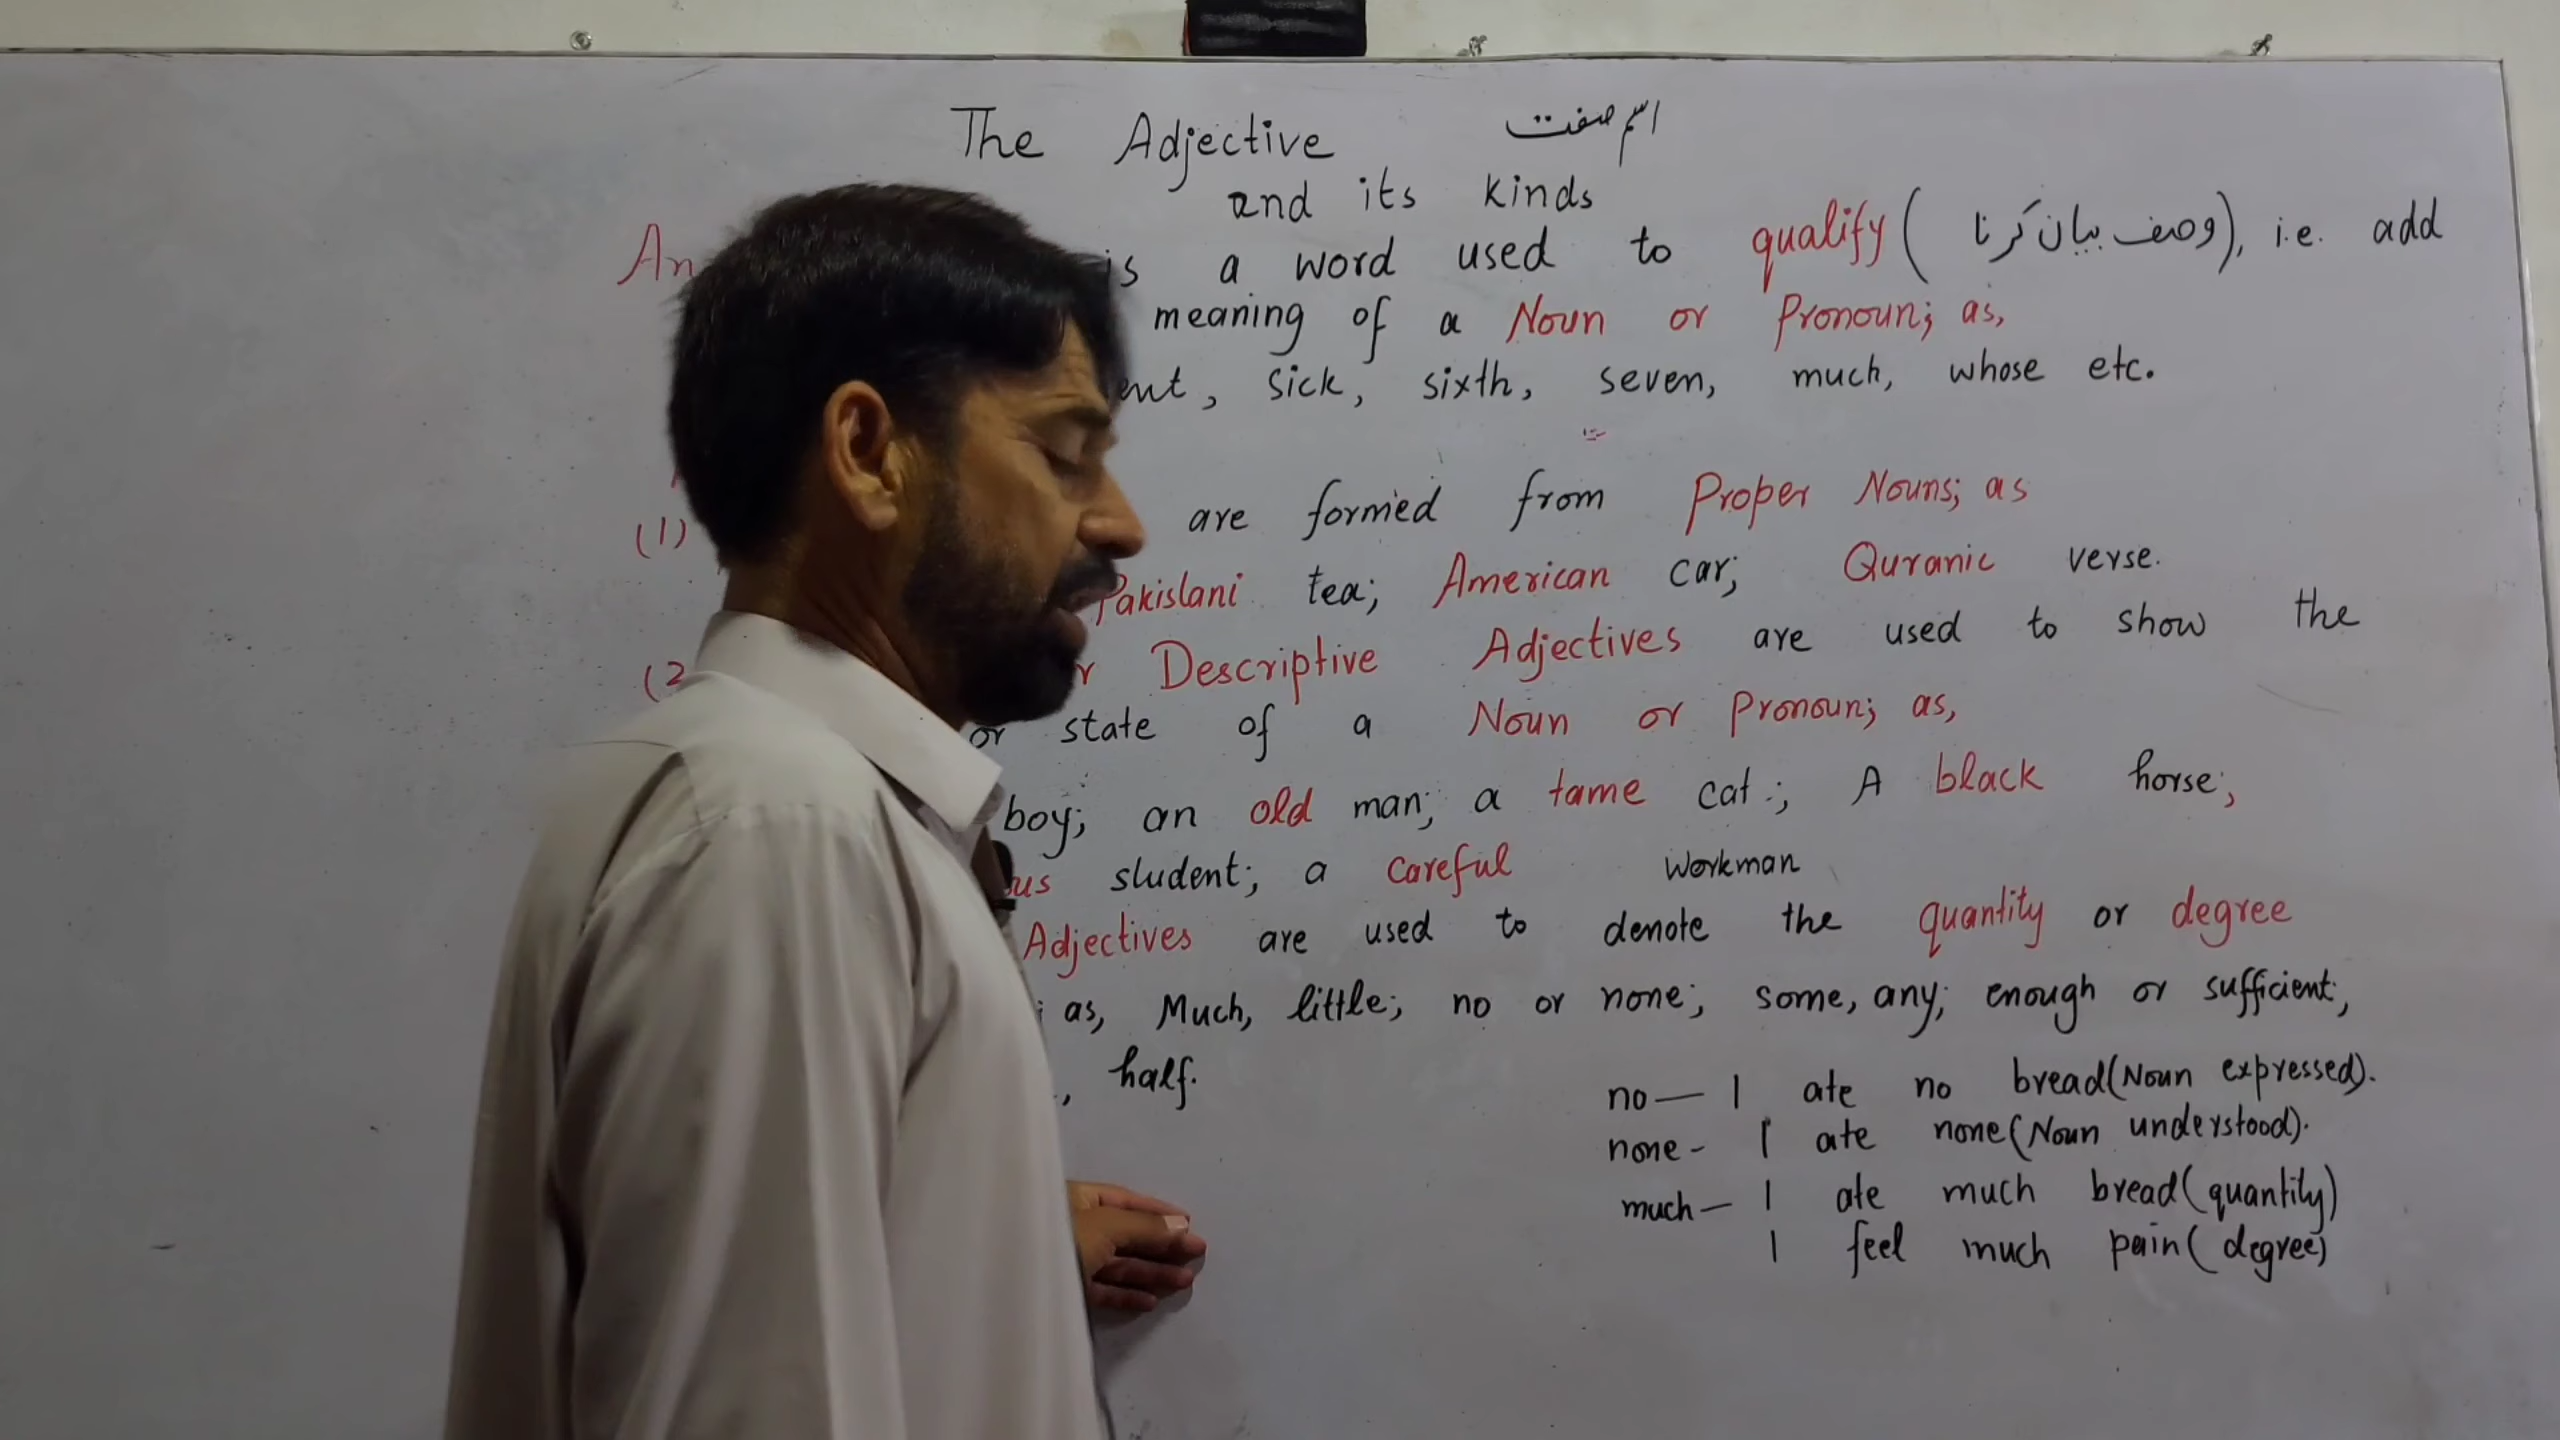 The Adjective اسم صفت
and its kinds
An is a word used to qualify ( وصف بیان کرنا ), i.e. add
meaning of a Noun or Pronoun; as,
ent, sick, sixth, seven, much, whose etc.
(1) are formed from Proper Nouns; as
Pakistani tea; American car; Quranic verse.
(2 r Descriptive Adjectives are used to show the
or state of a Noun or Pronoun; as,
boy; an old man; a tame cat; A black horse;
us student; a careful workman
Adjectives are used to denote the quantity or degree
; as, Much, little; no or none; some, any; enough or sufficient;
, half.
no — I ate no bread (Noun expressed).
none - I ate none (Noun understood).
much — I ate much bread (quantity)
I feel much pain (degree)